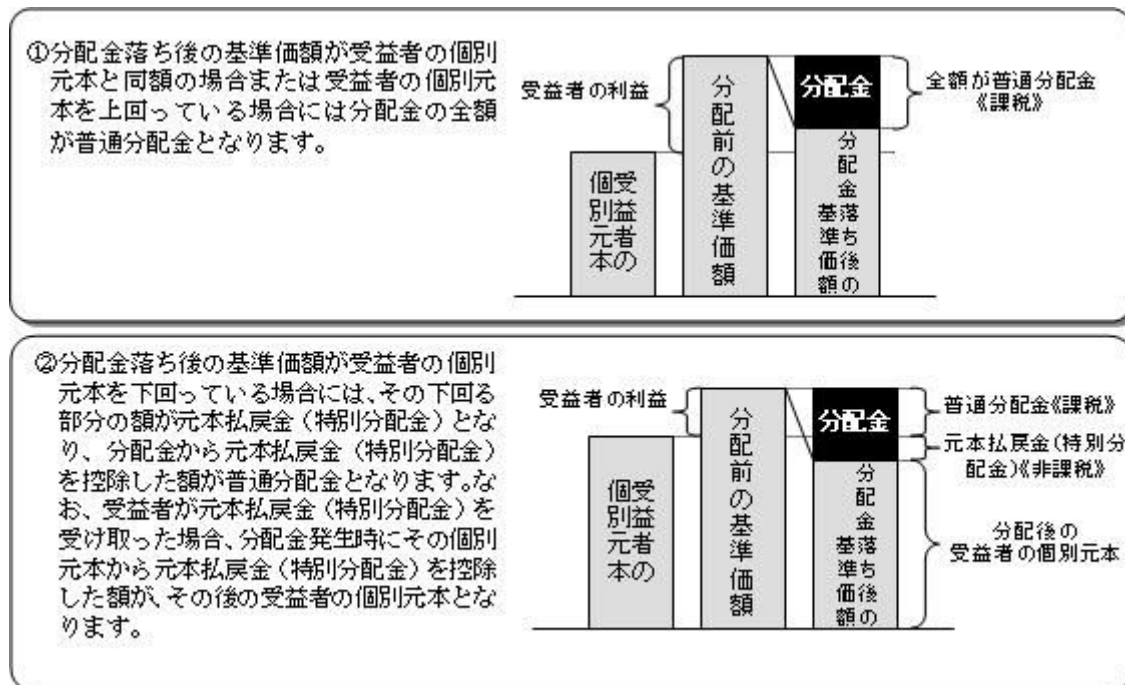 ①分配金落ち後の基準価額が受益者の個別
元本と同額の場合または受益者の個別元
本を上回っている場合には分配金の全額
が普通分配金となります。
受益者の利益
受益者の
個別元本
分配前の基準価額
分配金
分配金落ち後の
基準価額
全額が普通分配金
《課税》
②分配金落ち後の基準価額が受益者の個別
元本を下回っている場合には、その下回る
部分の額が元本払戻金（特別分配金）とな
り、分配金から元本払戻金（特別分配金）
を控除した額が普通分配金となります。な
お、受益者が元本払戻金（特別分配金）を
受け取った場合、分配金発生時にその個別
元本から元本払戻金（特別分配金）を控除
した額が、その後の受益者の個別元本とな
ります。
受益者の利益
受益者の
個別元本
分配前の基準価額
分配金
分配金落ち後の
基準価額
普通分配金《課税》
元本払戻金（特別分
配金）《非課税》
分配後の
受益者の個別元本